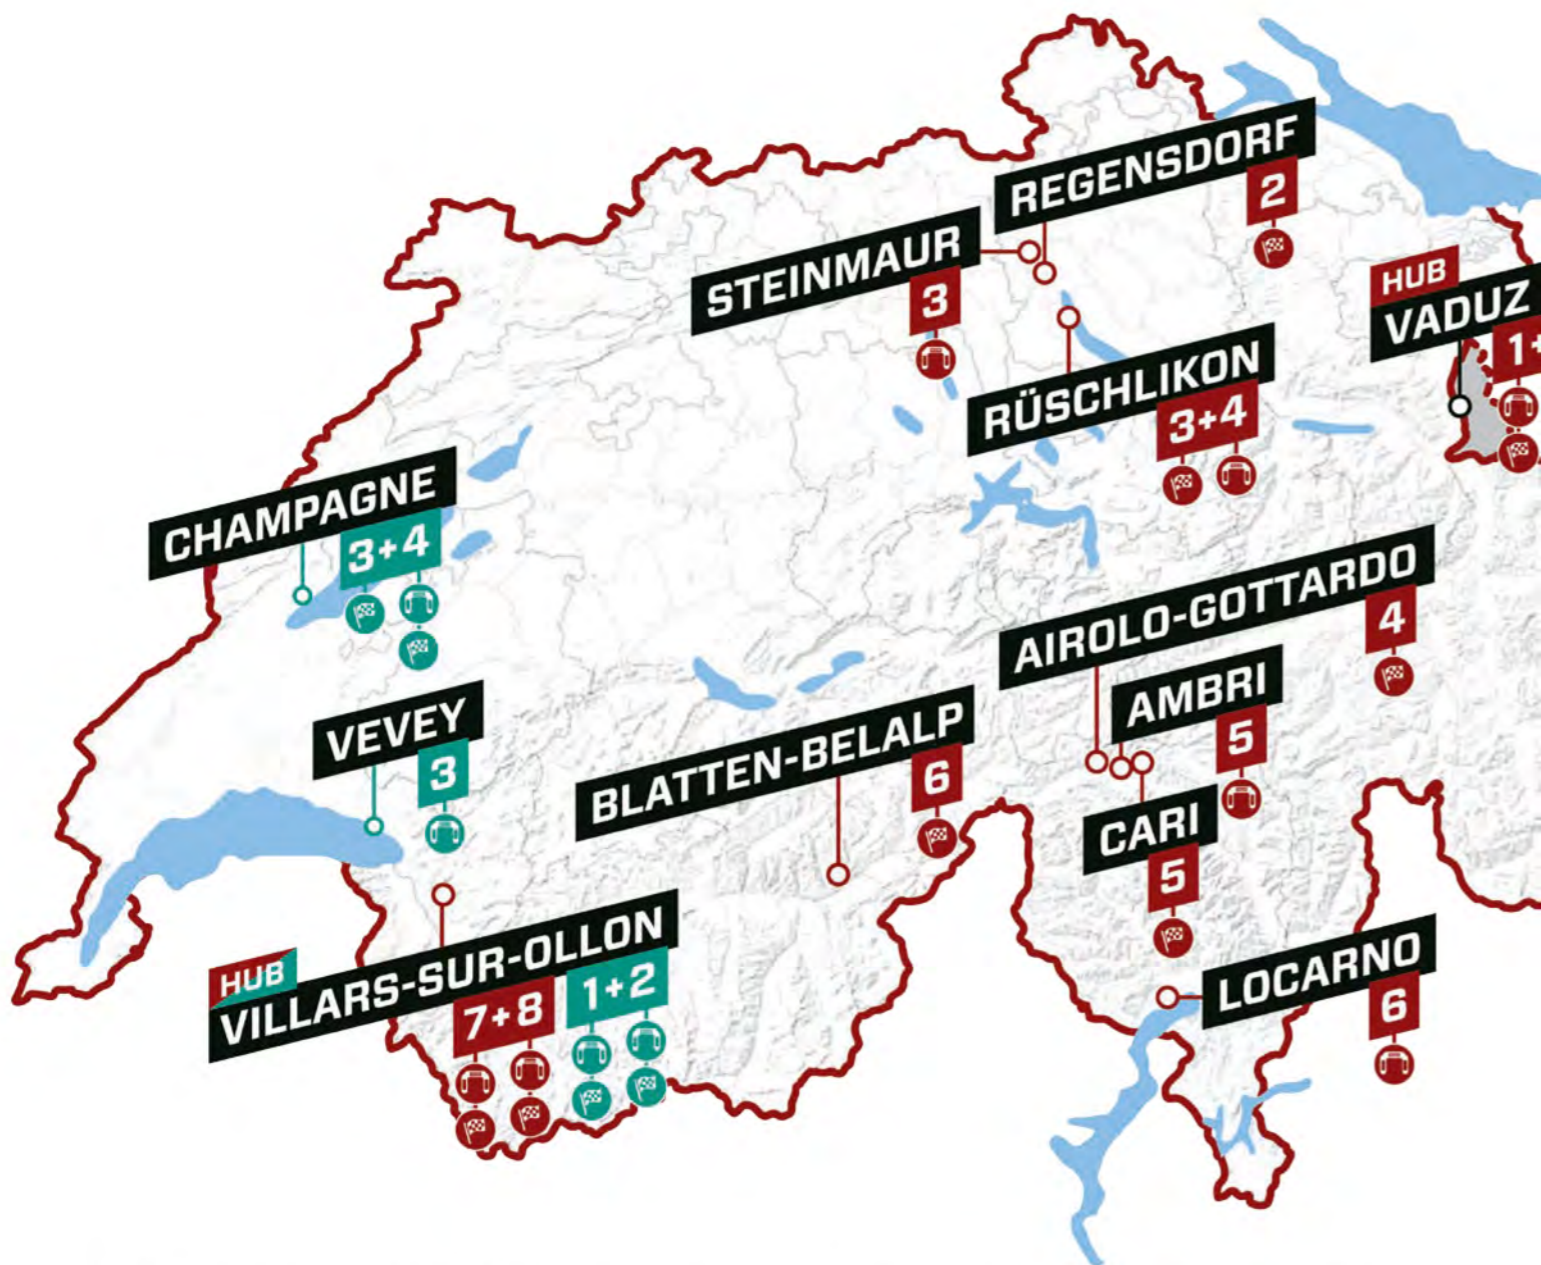 REGENSDORF
2
STEINMAUR
3
HUB
VADUZ
1+
RÜSCHLIKON
3+4
CHAMPAGNE
3+4
AIROLO-GOTTARDO
4
AMBRI
5
VEVEY
3
BLATTEN-BELALP
6
CARI
5
HUB
VILLARS-SUR-OLLON
7+8
1+2
LOCARNO
6